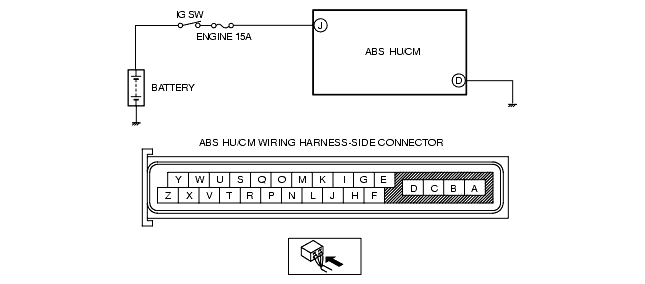 IG SW
ENGINE 15A
J
ABS HU/CM
D
BATTERY
ABS HU/CM WIRING HARNESS-SIDE CONNECTOR
Y W U S Q O M K I G E
D C B A
Z X V T R P N L J H F